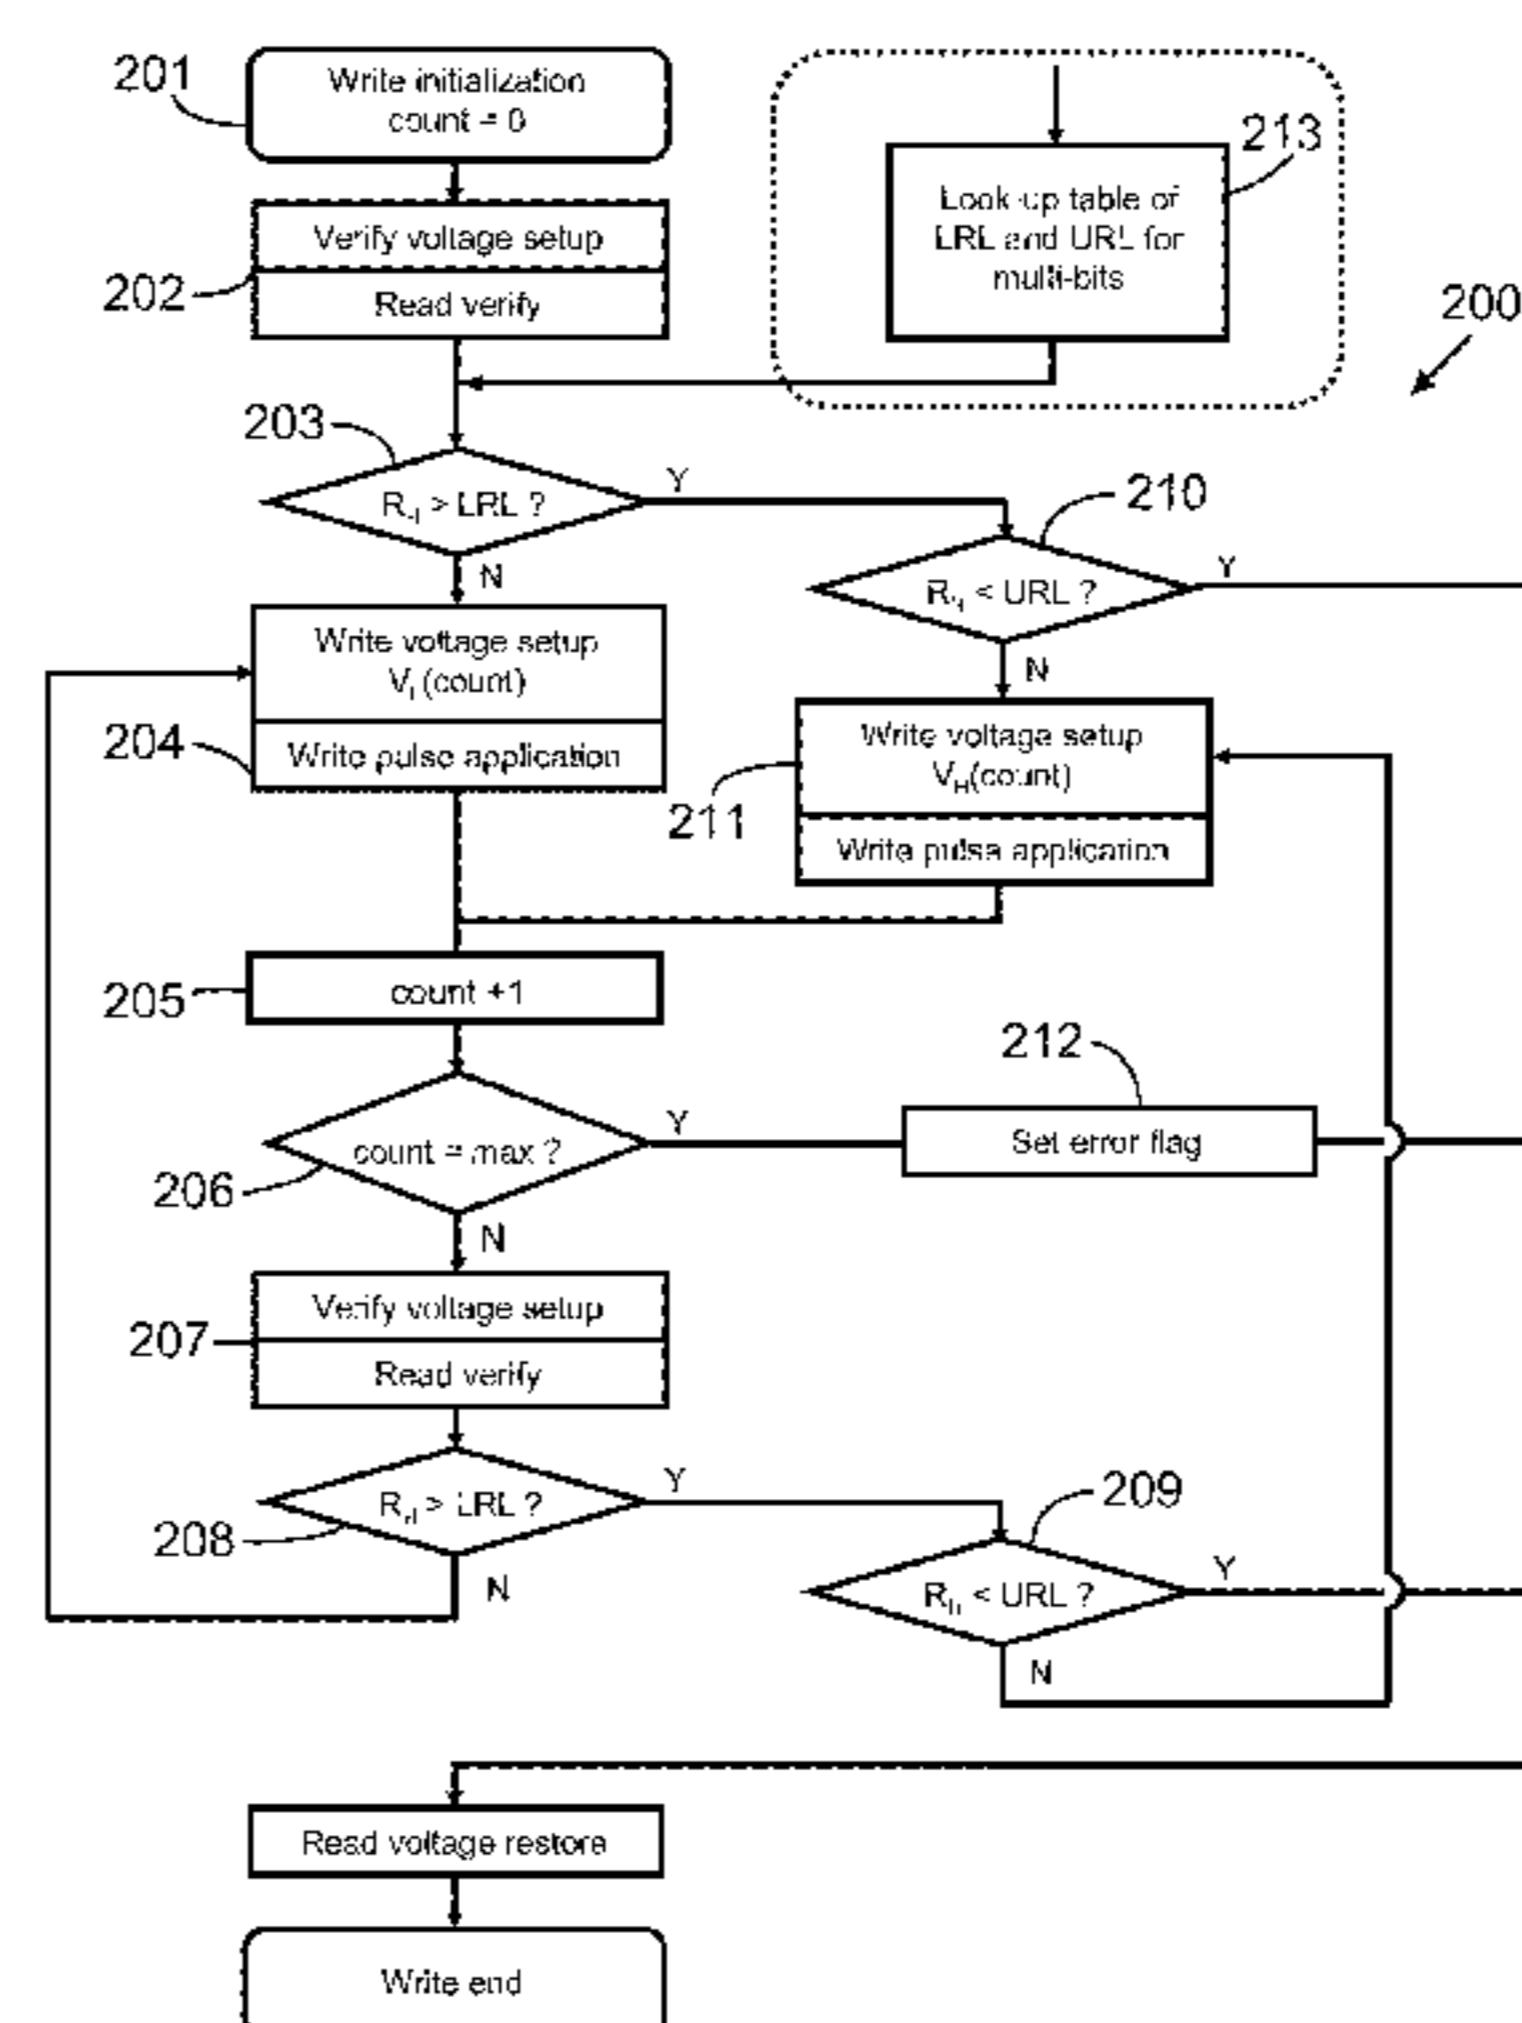 201
Write initialization
count = 0
Verify voltage setup
202
Read verify
213
Look-up table of
LRL and URL for
multi-bits
200
203
> LRL ?
Y
N
210
< URL ?
Y
N
Write voltage setup
(count)
204
Write pulse application
Write voltage setup
V_H(count)
211
Write pulse application
205
count +1
212
206
count = max ?
Y
N
Set error flag
Verify voltage setup
207
Read verify
208
> LRL ?
Y
N
209
< URL ?
Y
N
Read voltage restore
Write end